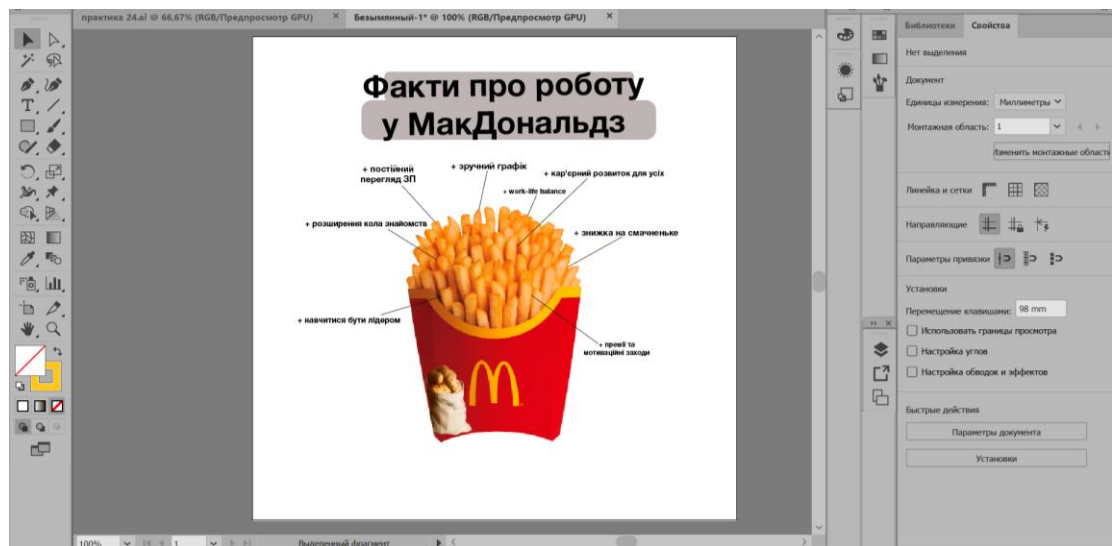 практика 24.ai @ 66,67% (RGB/Предпросмотр GPU) ×
Безымянный-1* @ 100% (RGB/Предпросмотр GPU) ×
Факти про роботу
у МакДональдз
+ постійний
перегляд ЗП
+ зручний графік
+ кар'єрний розвиток для усіх
+ work-life balance
+ розширення кола знайомств
+ знижка на смачненьке
+ навчитися бути лідером
+ премії та
мотиваційні заходи
Библиотеки Свойства
Нет выделения
Документ
Единицы измерения: Миллиметры
Монтажная область: 1
Изменить монтажные област
Линейка и сетки
Направляющие
Параметры привязки
Установки
Перемещение клавишами: 98 mm
Использовать границы просмотра
Настройка углов
Настройка обводок и эффектов
Быстрые действия
Параметры документа
Установки
100% 1 Выделенный фрагмент